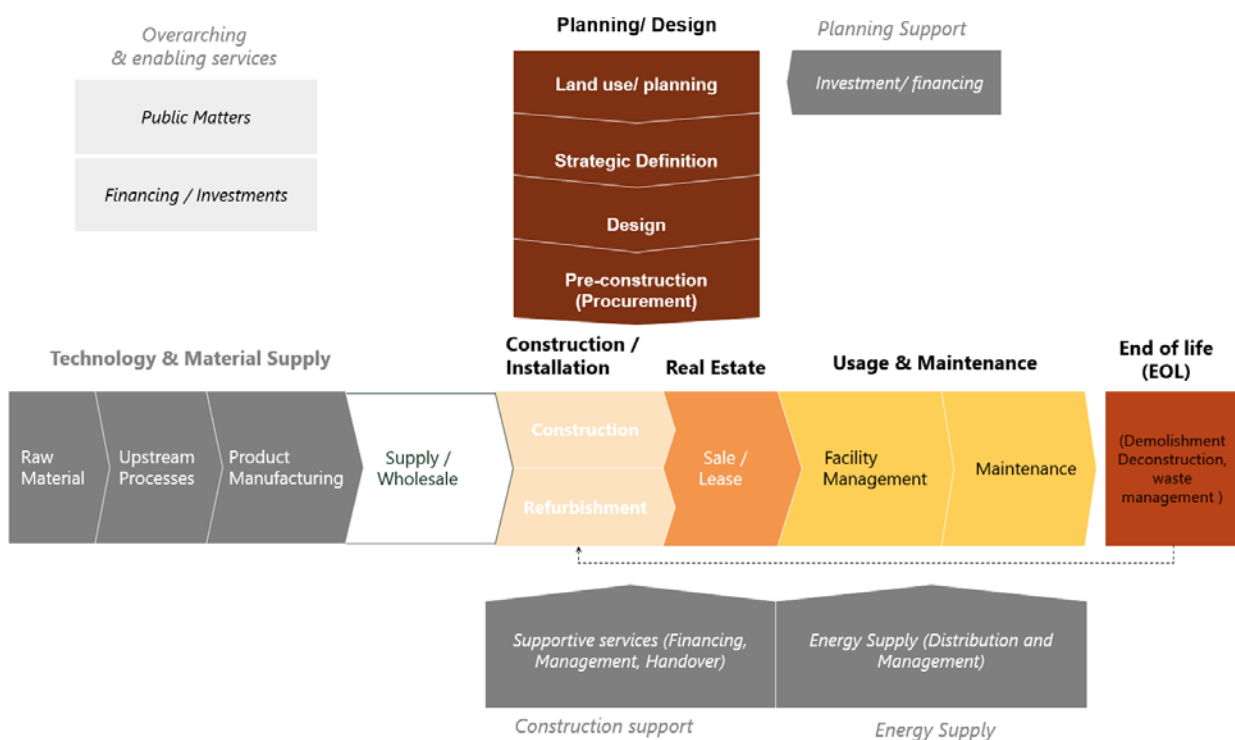 Overarching
& enabling services
Public Matters
Financing / Investments
Planning/ Design
Land use/ planning
Strategic Definition
Design
Pre-construction
(Procurement)
Planning Support
Investment/ financing
Technology & Material Supply
Construction /
Installation
Real Estate
Usage & Maintenance
End of life
(EOL)
Raw
Material
Upstream
Processes
Product
Manufacturing
Supply /
Wholesale
Construction
Refurbishment
Sale /
Lease
Facility
Management
Maintenance
(Demolishment
Deconstruction,
waste
management )
Supportive services (Financing,
Management, Handover)
Energy Supply (Distribution and
Management)
Construction support
Energy Supply